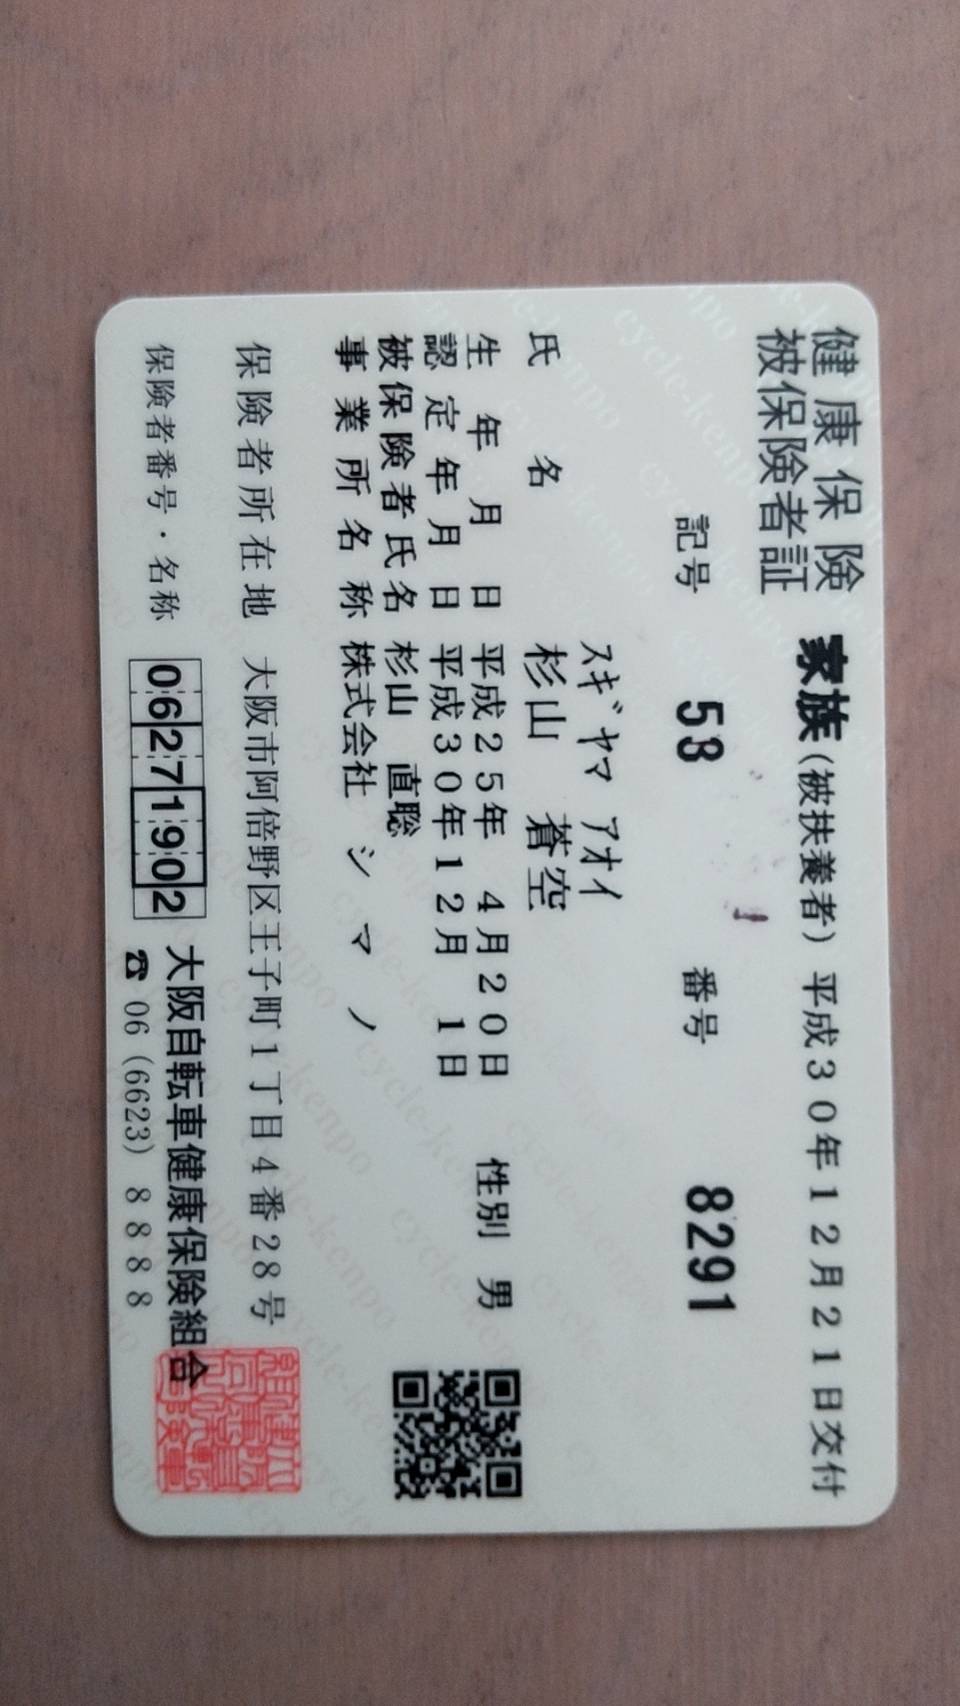 健康保険 家族(被扶養者) 平成30年12月21日交付
被保険者証
記号 53 番号 8291
スギヤマ アオイ
氏名 杉山 蒼空
生年月日 平成25年 4月20日 性別 男
認定年月日 平成30年12月 1日
被保険者氏名 杉山 直聡
事業所名称 株式会社 シマノ
保険者所在地 大阪市阿倍野区王子町1丁目4番28号
保険者番号・名称 06271902 大阪自転車健康保険組合
☎ 06 (6623) 8888
cycle-kenpo